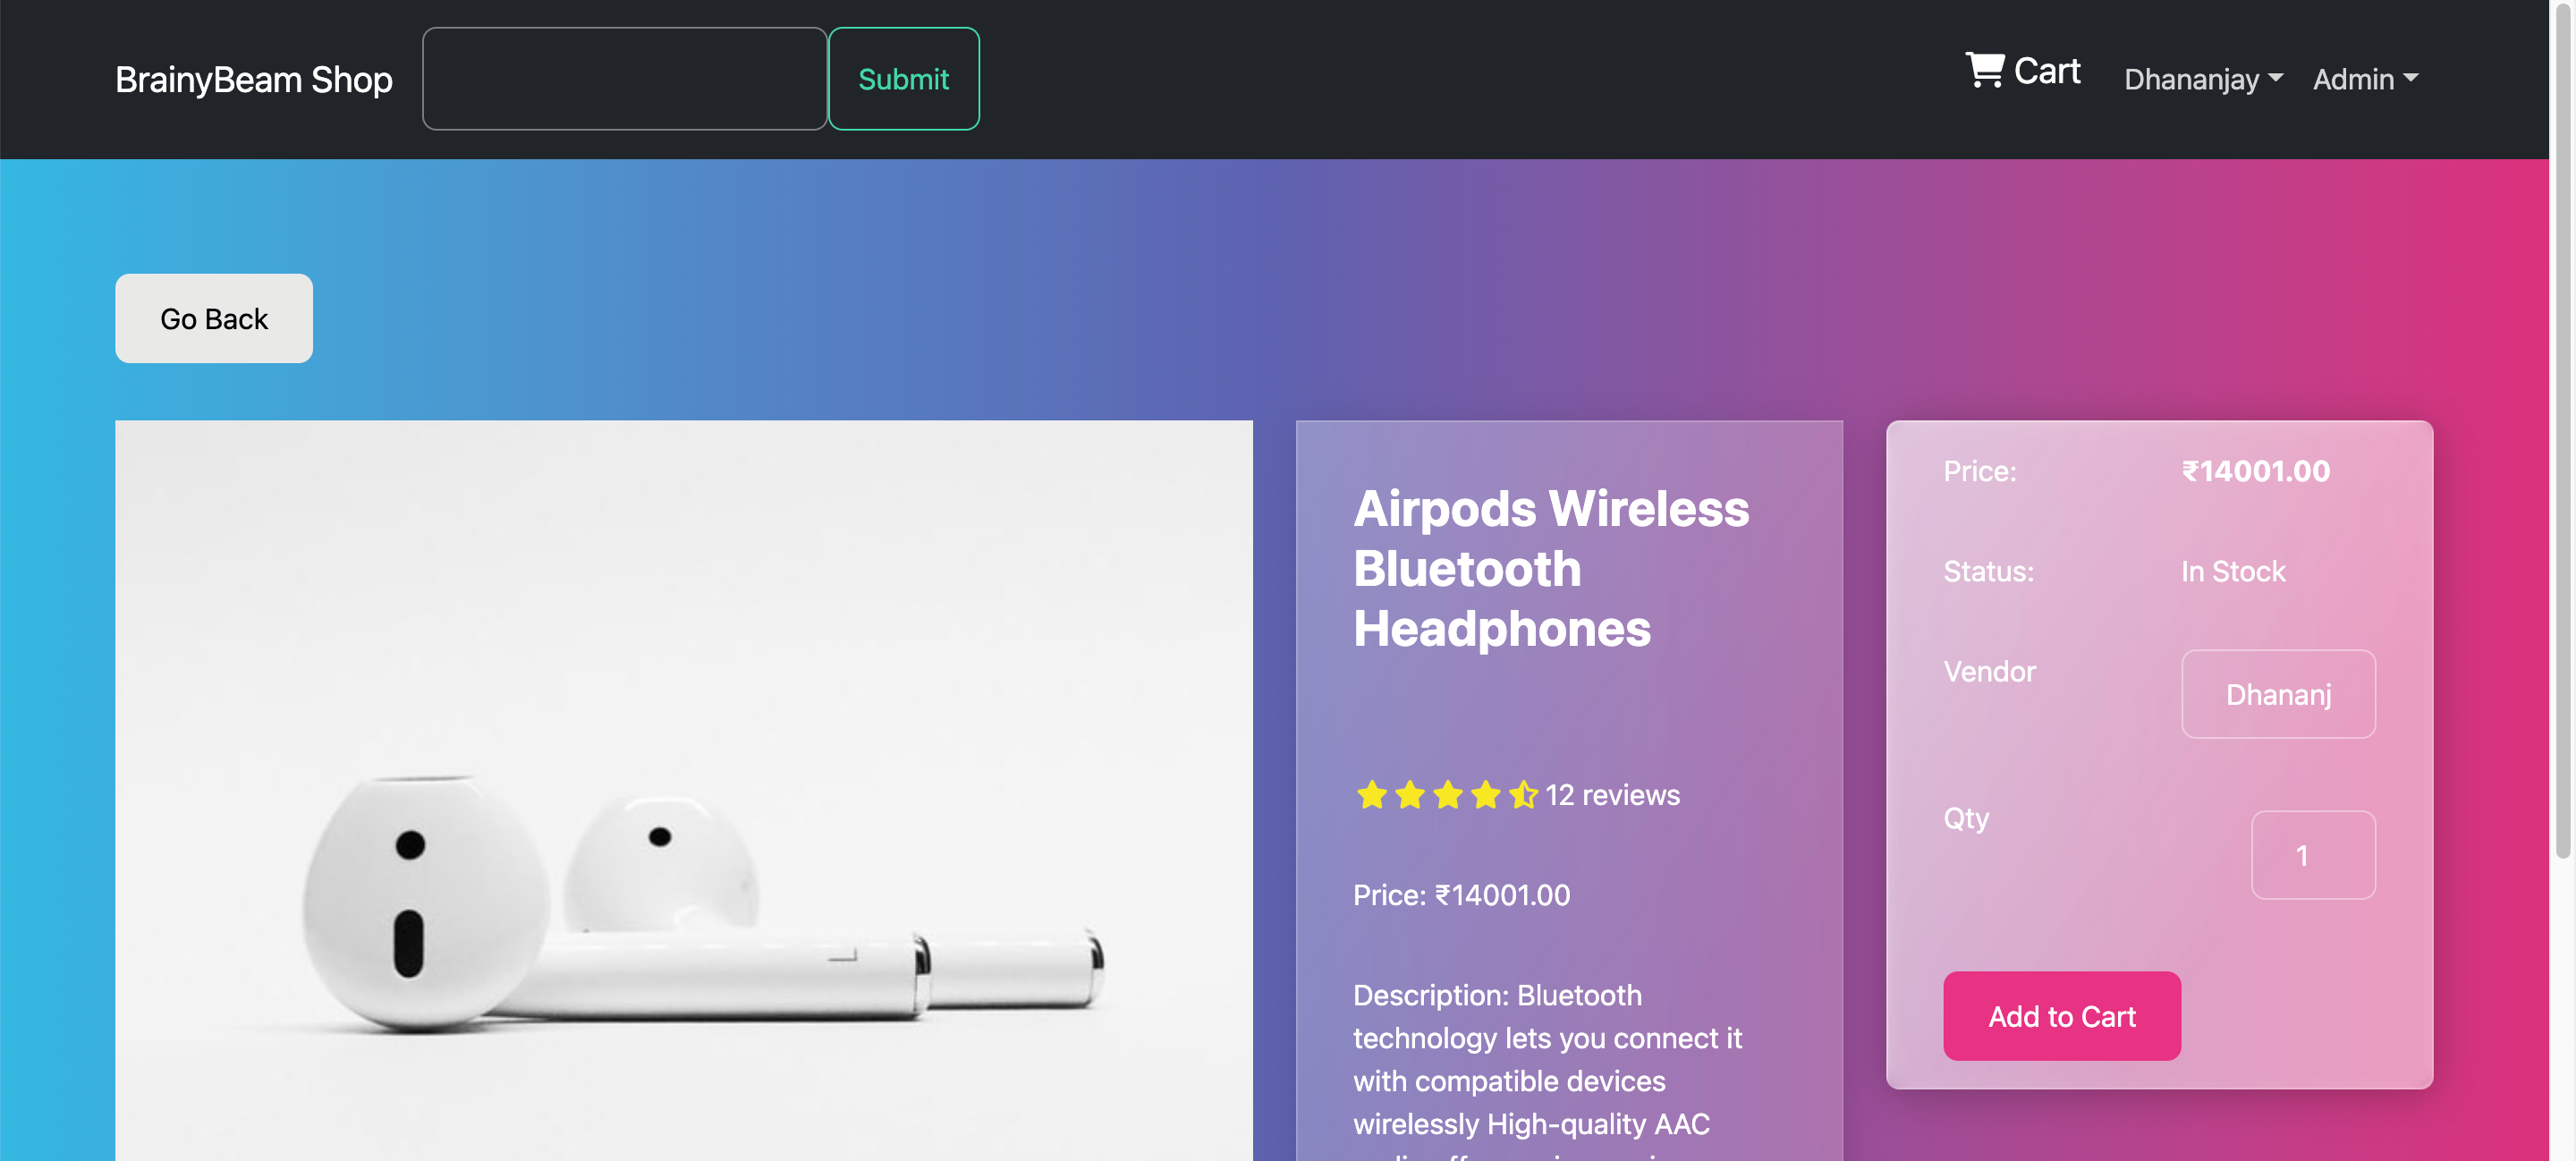 BrainyBeam Shop
Submit
Cart
Dhananjay
Admin
Go Back
Airpods Wireless
Bluetooth
Headphones
12 reviews
Price: ₹14001.00
Description: Bluetooth
technology lets you connect it
with compatible devices
wirelessly High-quality AAC
Price: ₹14001.00
Status: In Stock
Vendor Dhananj
Qty 1
Add to Cart